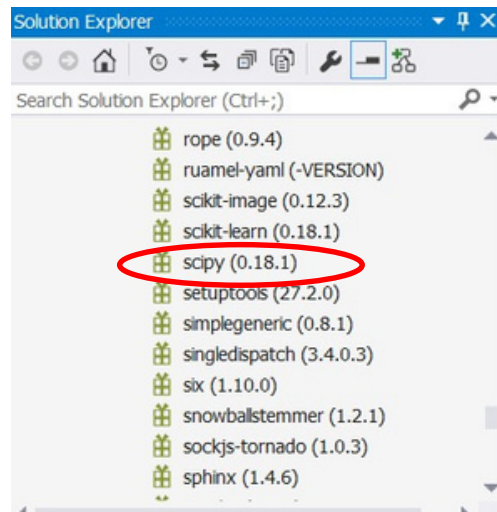 Solution Explorer
Search Solution Explorer (Ctrl+;)
rope (0.9.4)
ruamel-yaml (-VERSION)
scikit-image (0.12.3)
scikit-learn (0.18.1)
scipy (0.18.1)
setuptools (27.2.0)
simplegeneric (0.8.1)
singledispatch (3.4.0.3)
six (1.10.0)
snowballstemmer (1.2.1)
sockjs-tornado (1.0.3)
sphinx (1.4.6)